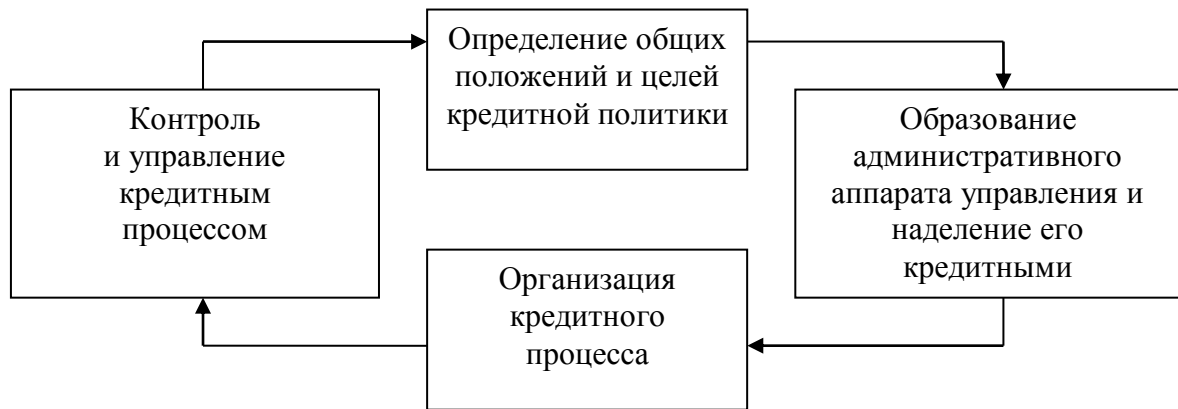 Определение общих
положений и целей
кредитной политики
Контроль
и управление
кредитным
процессом
Образование
административного
аппарата управления и
наделение его
кредитными
Организация
кредитного
процесса